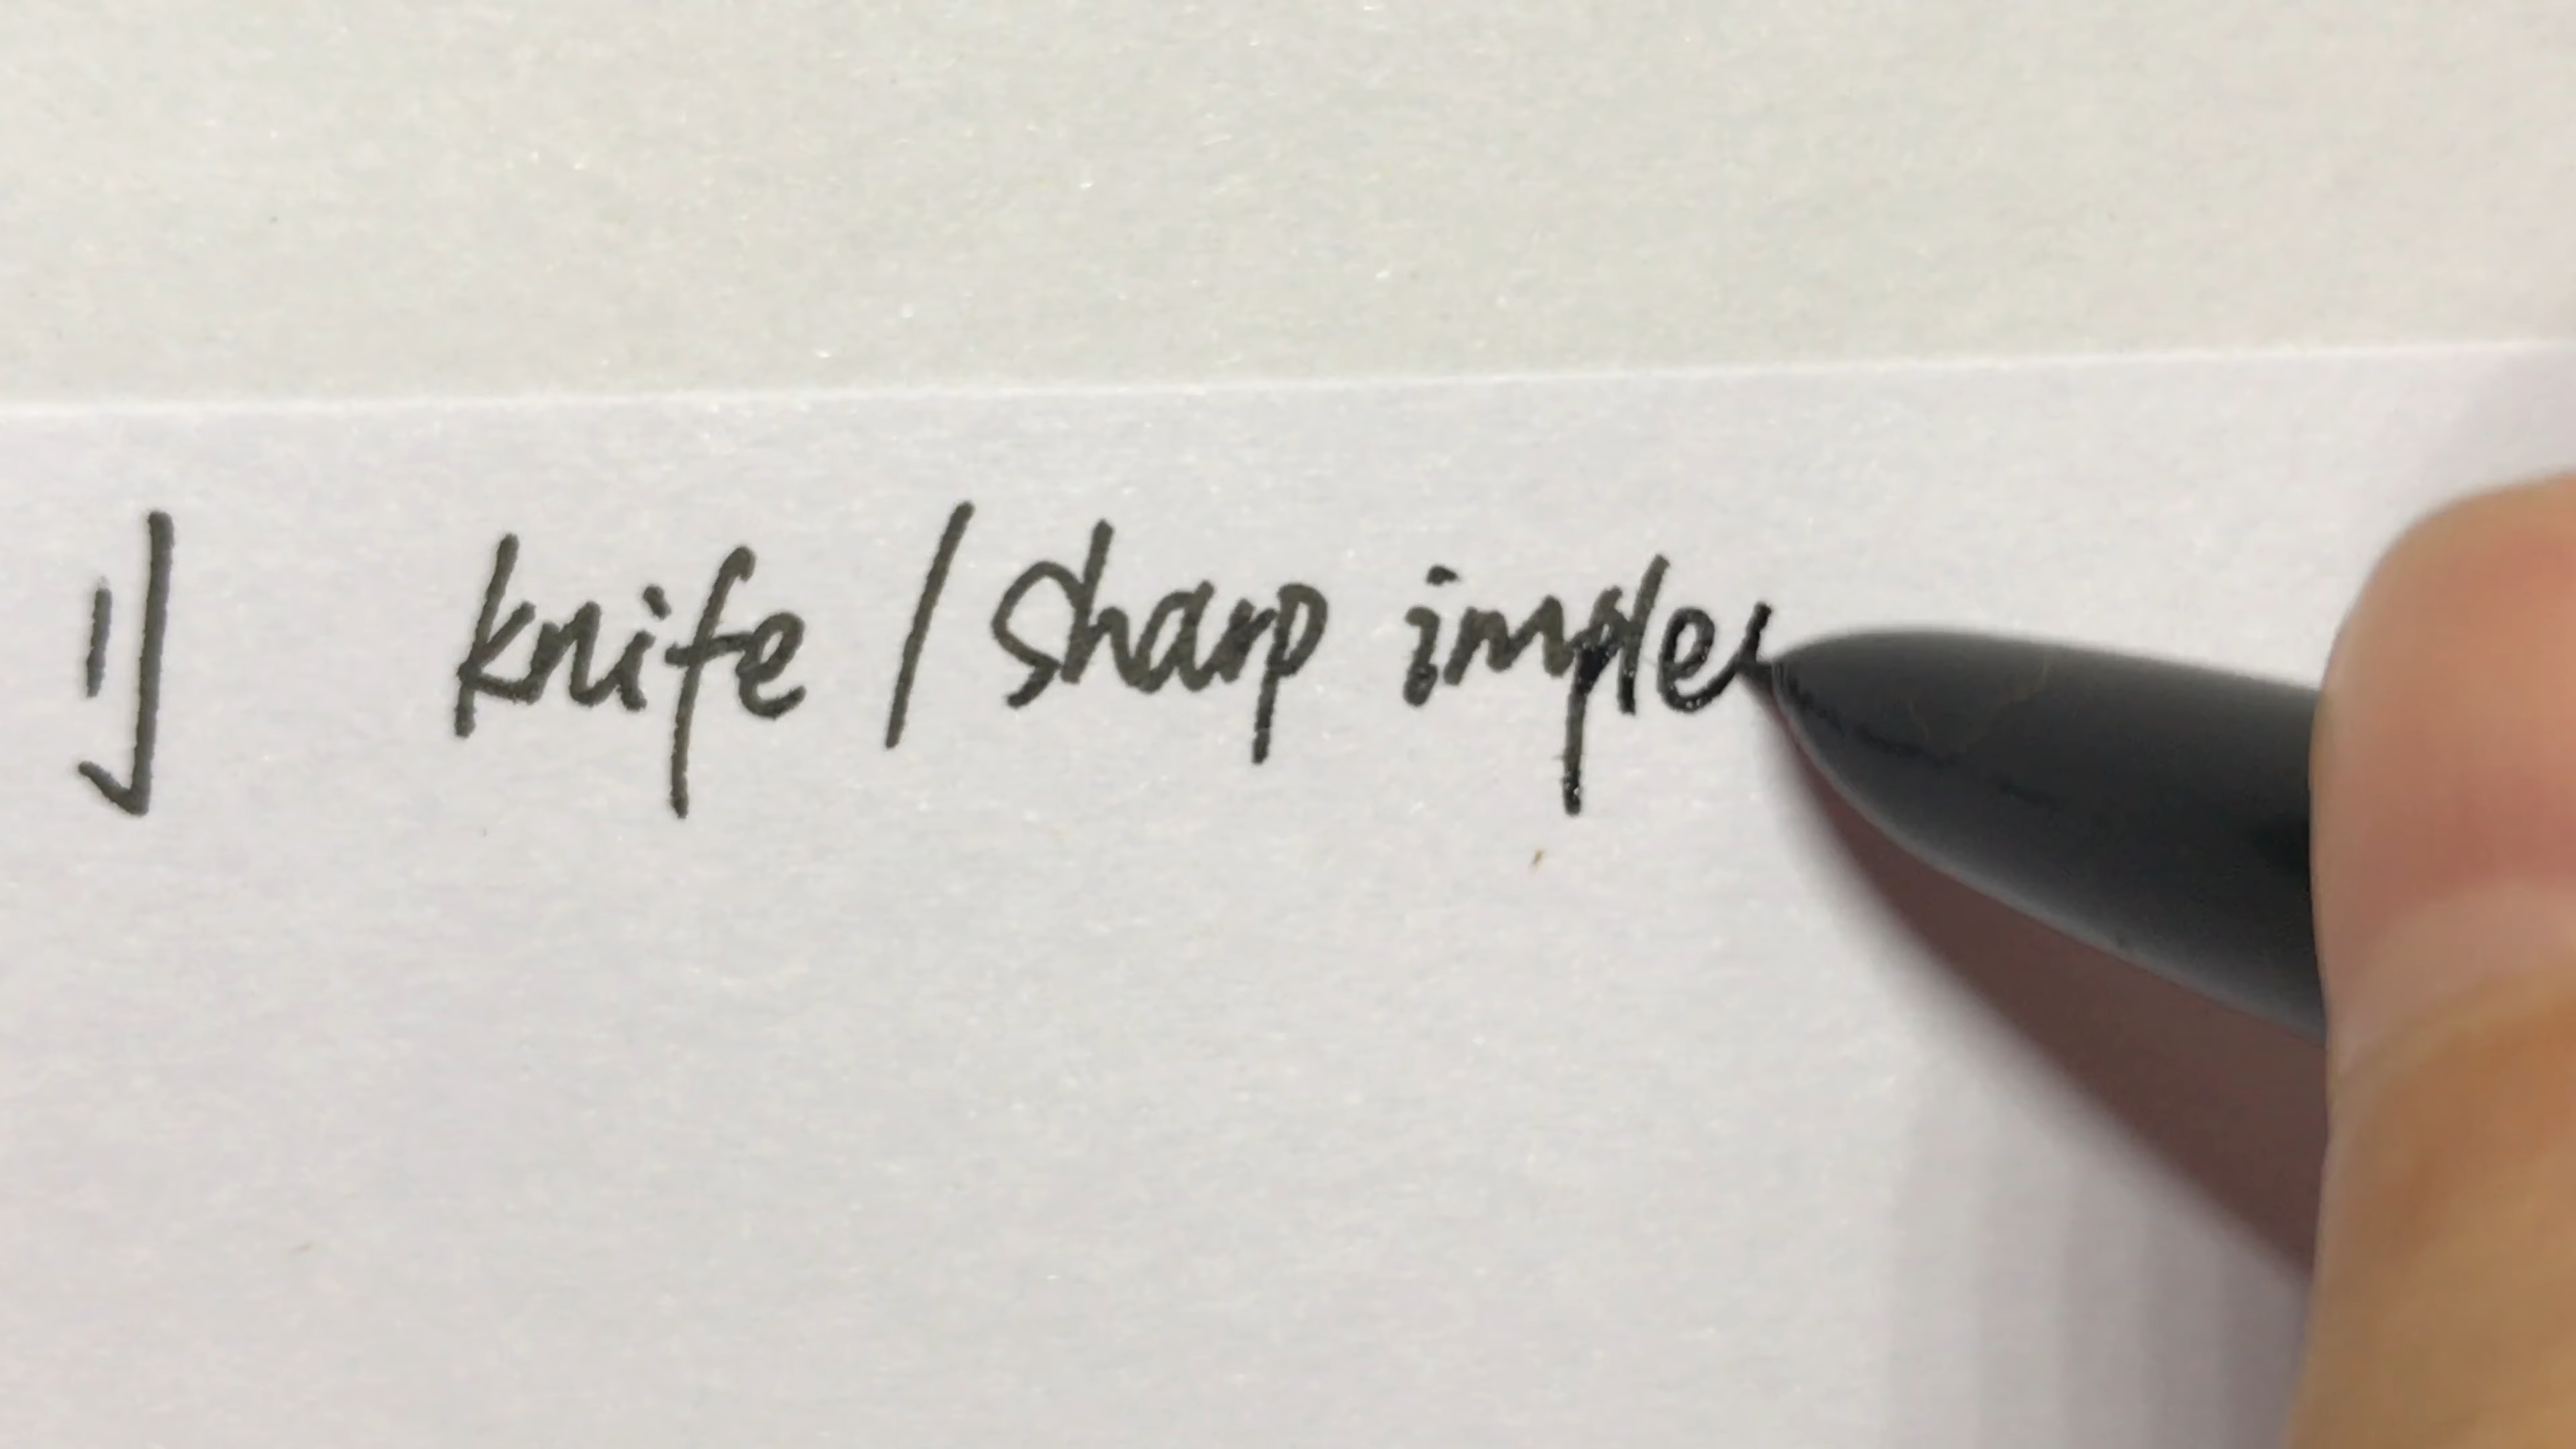 刂 knife / sharp imple